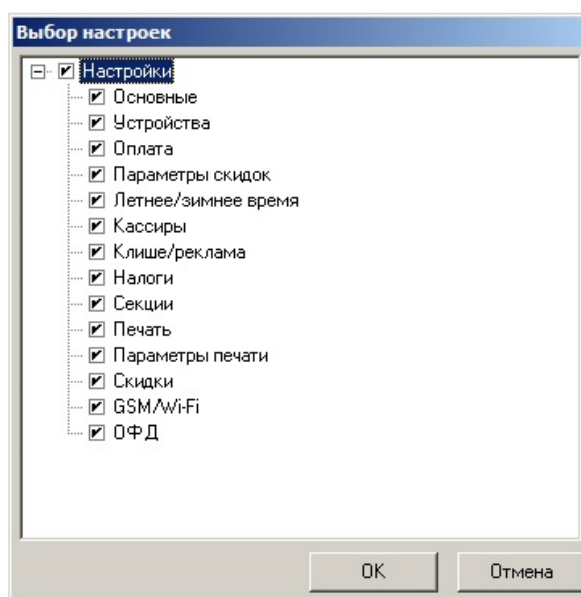 Выбор настроек
Настройки
Основные
Устройства
Оплата
Параметры скидок
Летнее/зимнее время
Кассиры
Клише/реклама
Налоги
Секции
Печать
Параметры печати
Скидки
GSM/Wi-Fi
ОФД
OK Отмена